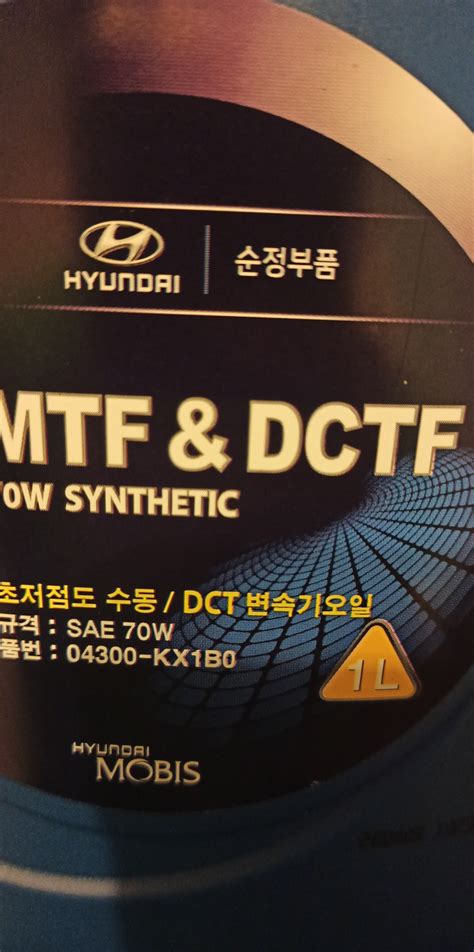 HYUNDAI
순정부품
MTF & DCTF
70W SYNTHETIC
초저점도 수동 / DCT 변속기오일
규격 : SAE 70W
품번 : 04300-KX1B0
1L
HYUNDAI
MOBIS